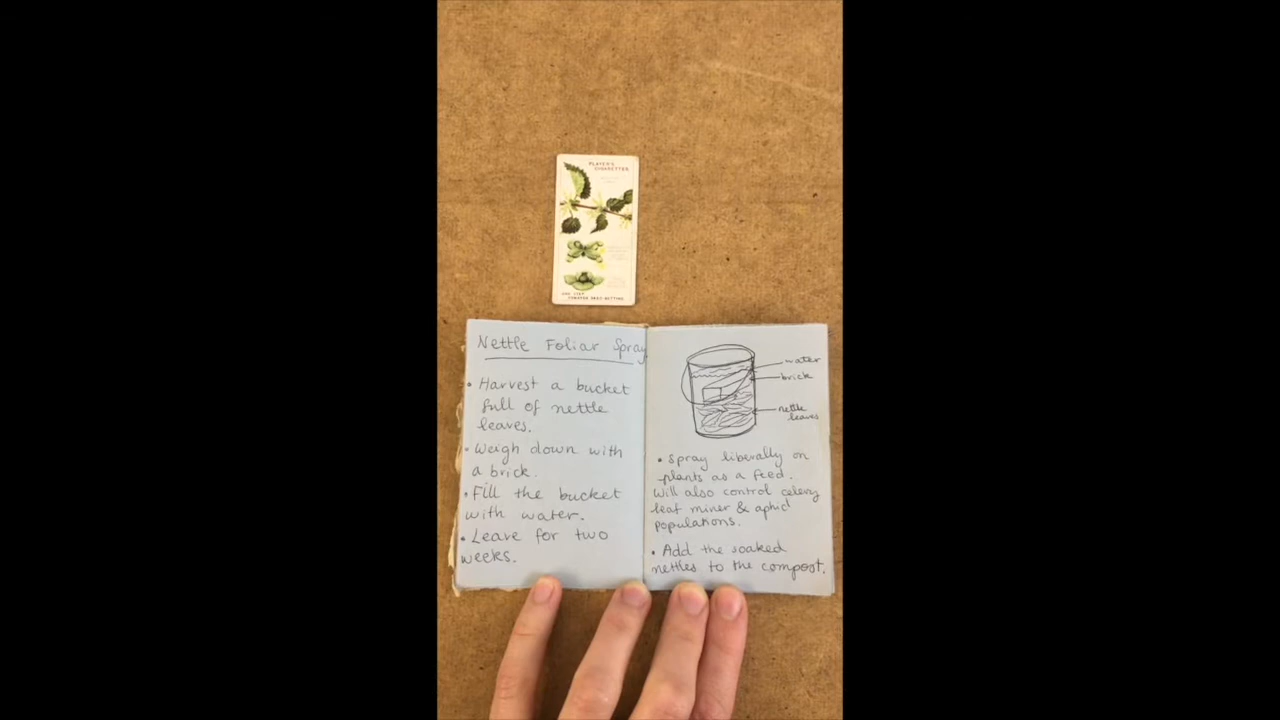 PLAYER'S
CIGARETTES
Nettle Foliar Spray
• Harvest a bucket
full of nettle
leaves.
• Weigh down with
a brick.
• Fill the bucket
with water.
• Leave for two
weeks.
water
brick
nettle
leaves
• Spray liberally on
plants as a feed.
Will also control celery
leaf miner & aphid
populations.
• Add the soaked
nettles to the compost.